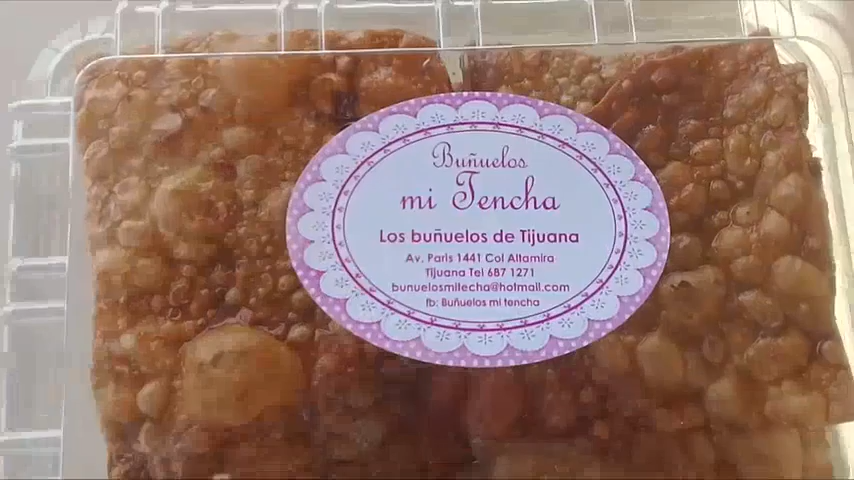 Buñuelos
mi Tencha
Los buñuelos de Tijuana
Av. Paris 1441 Col Altamira
Tijuana Tel 687 1271
bunuelosmilecha@hotmail.com
fb: Buñuelos mi tencha